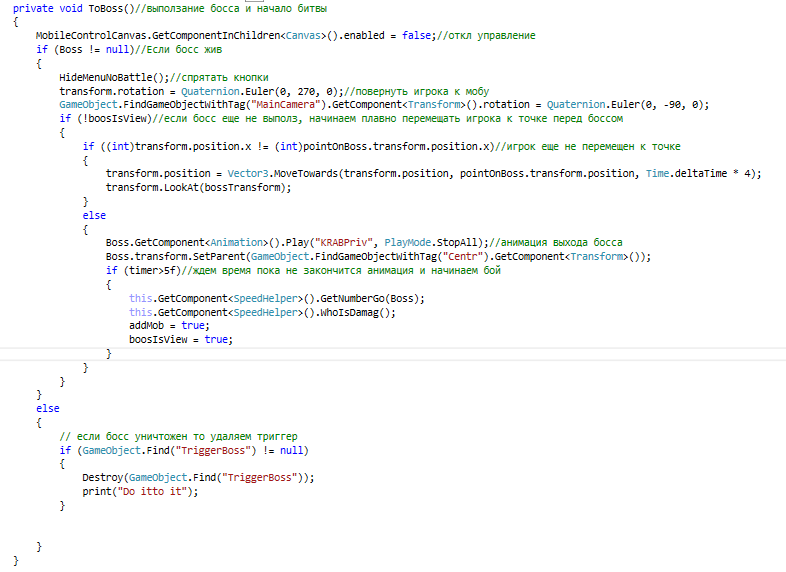 private void ToBoss()//выползание босса и начало битвы
{
MobileControlCanvas.GetComponentInChildren<Canvas>().enabled = false;//откл управление
if (Boss != null)//Если босс жив
{
HideMenuNoBattle();//спрятать кнопки
transform.rotation = Quaternion.Euler(0, 270, 0);//повернуть игрока к мобу
GameObject.FindGameObjectWithTag("MainCamera").GetComponent<Transform>().rotation = Quaternion.Euler(0, -90, 0);
if (!boosIsView)//если босс еще не выполз, начинаем плавно перемещать игрока к точке перед боссом
{
if ((int)transform.position.x != (int)pointOnBoss.transform.position.x)//игрок еще не перемещен к точке
{
transform.position = Vector3.MoveTowards(transform.position, pointOnBoss.transform.position, Time.deltaTime * 4);
transform.LookAt(bossTransform);
}
else
{
Boss.GetComponent<Animation>().Play("KRABPriv", PlayMode.StopAll);//анимация выхода босса
Boss.transform.SetParent(GameObject.FindGameObjectWithTag("Centr").GetComponent<Transform>());
if (timer>5f)//ждем время пока не закончится анимация и начинаем бой
{
this.GetComponent<SpeedHelper>().GetNumberGo(Boss);
this.GetComponent<SpeedHelper>().WhoIsDamag();
addMob = true;
boosIsView = true;
}
}
}
}
else
{
// если босс уничтожен то удаляем триггер
if (GameObject.Find("TriggerBoss") != null)
{
Destroy(GameObject.Find("TriggerBoss"));
print("Do itto it");
}
}
}